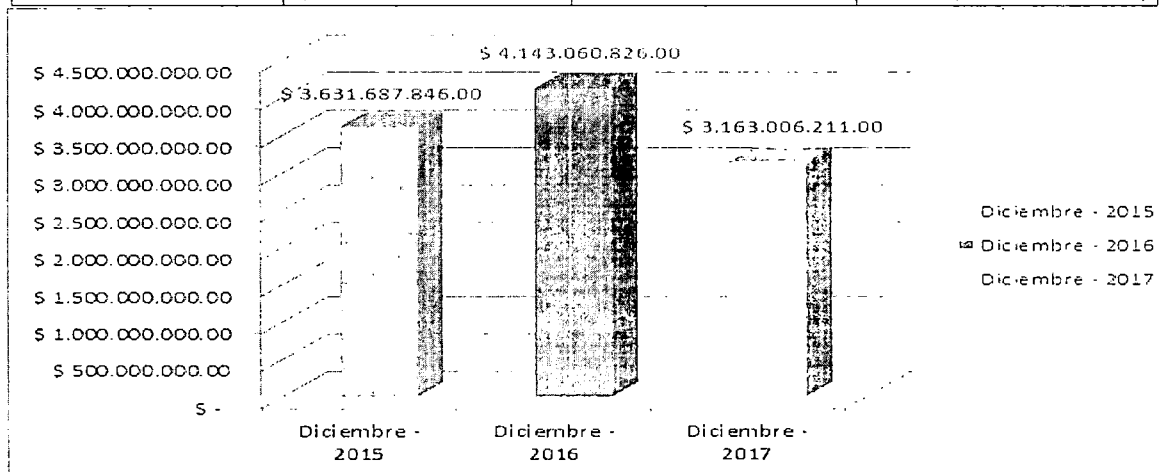 $ 4.143.060.826.00
$ 4.500.000.000.00
$ 3.631.687.846.00
$ 4.000.000.000.00
$ 3.163.006.211.00
$ 3.500.000.000.00
$ 3.000.000.000.00
$ 2.500.000.000.00
$ 2.000.000.000.00
$ 1.500.000.000.00
$ 1.000.000.000.00
$ 500.000.000.00
$ -
Diciembre - 2015
Diciembre - 2016
Diciembre - 2017
Diciembre -
2015
Diciembre -
2016
Diciembre -
2017